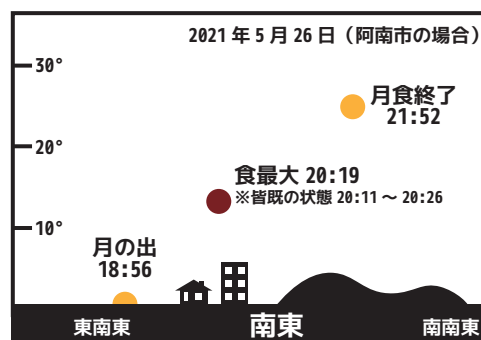 2021年5月26日（阿南市の場合）
30°
月食終了
21:52
20°
食最大 20:19
※皆既の状態 20:11 ～ 20:26
10°
月の出
18:56
東南東
南東
南南東